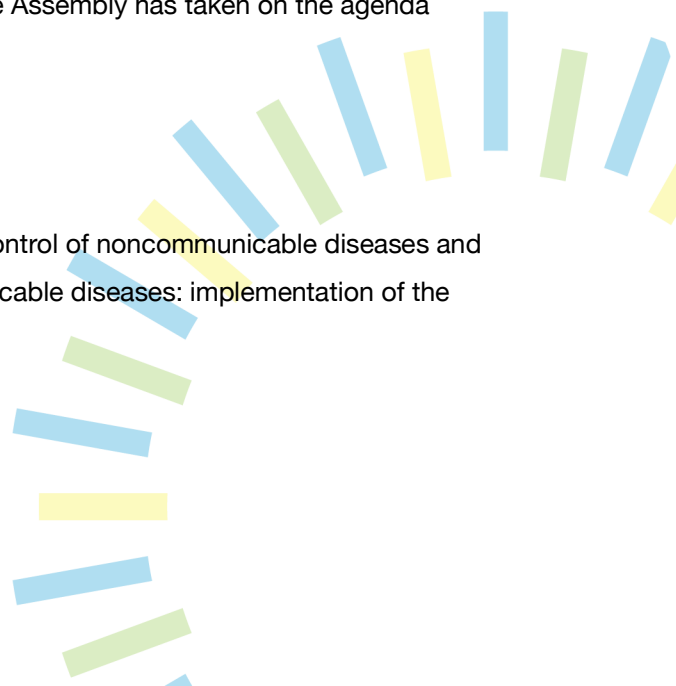 e Assembly has taken on the agenda
ontrol of noncommunicable diseases and
cable diseases: implementation of the